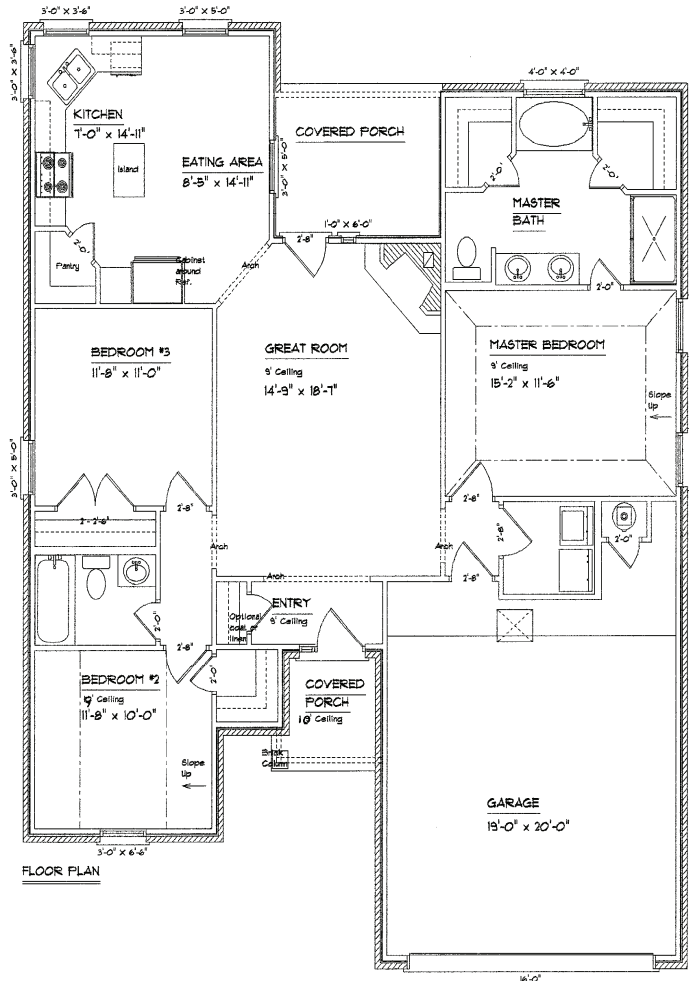 3'-0" X 3'-6"
3'-0" X 5'-0"
3'-0" X 3'-6"
4'-0" X 4'-0"
KITCHEN
7'-0" X 14'-11"
Island
EATING AREA
8'-5" X 14'-11"
COVERED PORCH
3'-0" X 5'-0"
1'-0" X 6'-0"
2'-8"
2'-0"
2'-0"
MASTER
BATH
2'-0"
Pantry
2'-0"
Cabinet
around
Ref.
Arch
BEDROOM #3
11'-8" X 11'-0"
GREAT ROOM
9' Ceiling
14'-9" X 18'-7"
MASTER BEDROOM
9' Ceiling
15'-2" X 11'-6"
Slope
Up
3'-0" X 5'-0"
2'-8"
2'-8"
2'-8"
2'-0"
2 - 2'-6"
Arch
Arch
2'-8"
Arch
ENTRY
9' Ceiling
Optional
coat or
linen
2'-0"
2'-8"
2'-0"
BEDROOM #2
9' Ceiling
11'-8" X 10'-0"
COVERED
PORCH
10' Ceiling
Slope
Up
Brick
Column
GARAGE
19'-0" X 20'-0"
3'-0" X 6'-6"
FLOOR PLAN
16'-0"